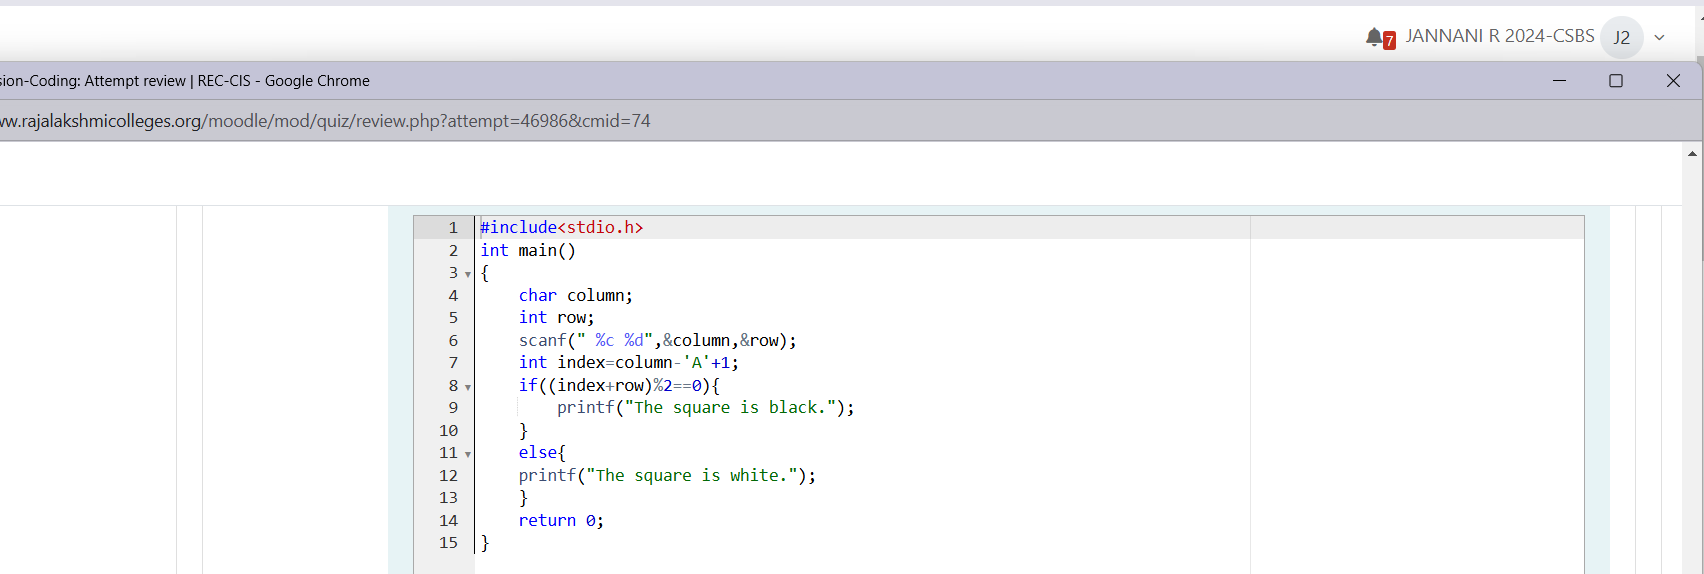 7 JANNANI R 2024-CSBS J2
sion-Coding: Attempt review | REC-CIS - Google Chrome
ww.rajalakshmicolleges.org/moodle/mod/quiz/review.php?attempt=46986&cmid=74
1 #include<stdio.h>
2 int main()
3 {
4     char column;
5     int row;
6     scanf(" %c %d",&column,&row);
7     int index=column-'A'+1;
8     if((index+row)%2==0){
9         printf("The square is black.");
10     }
11     else{
12     printf("The square is white.");
13     }
14     return 0;
15 }